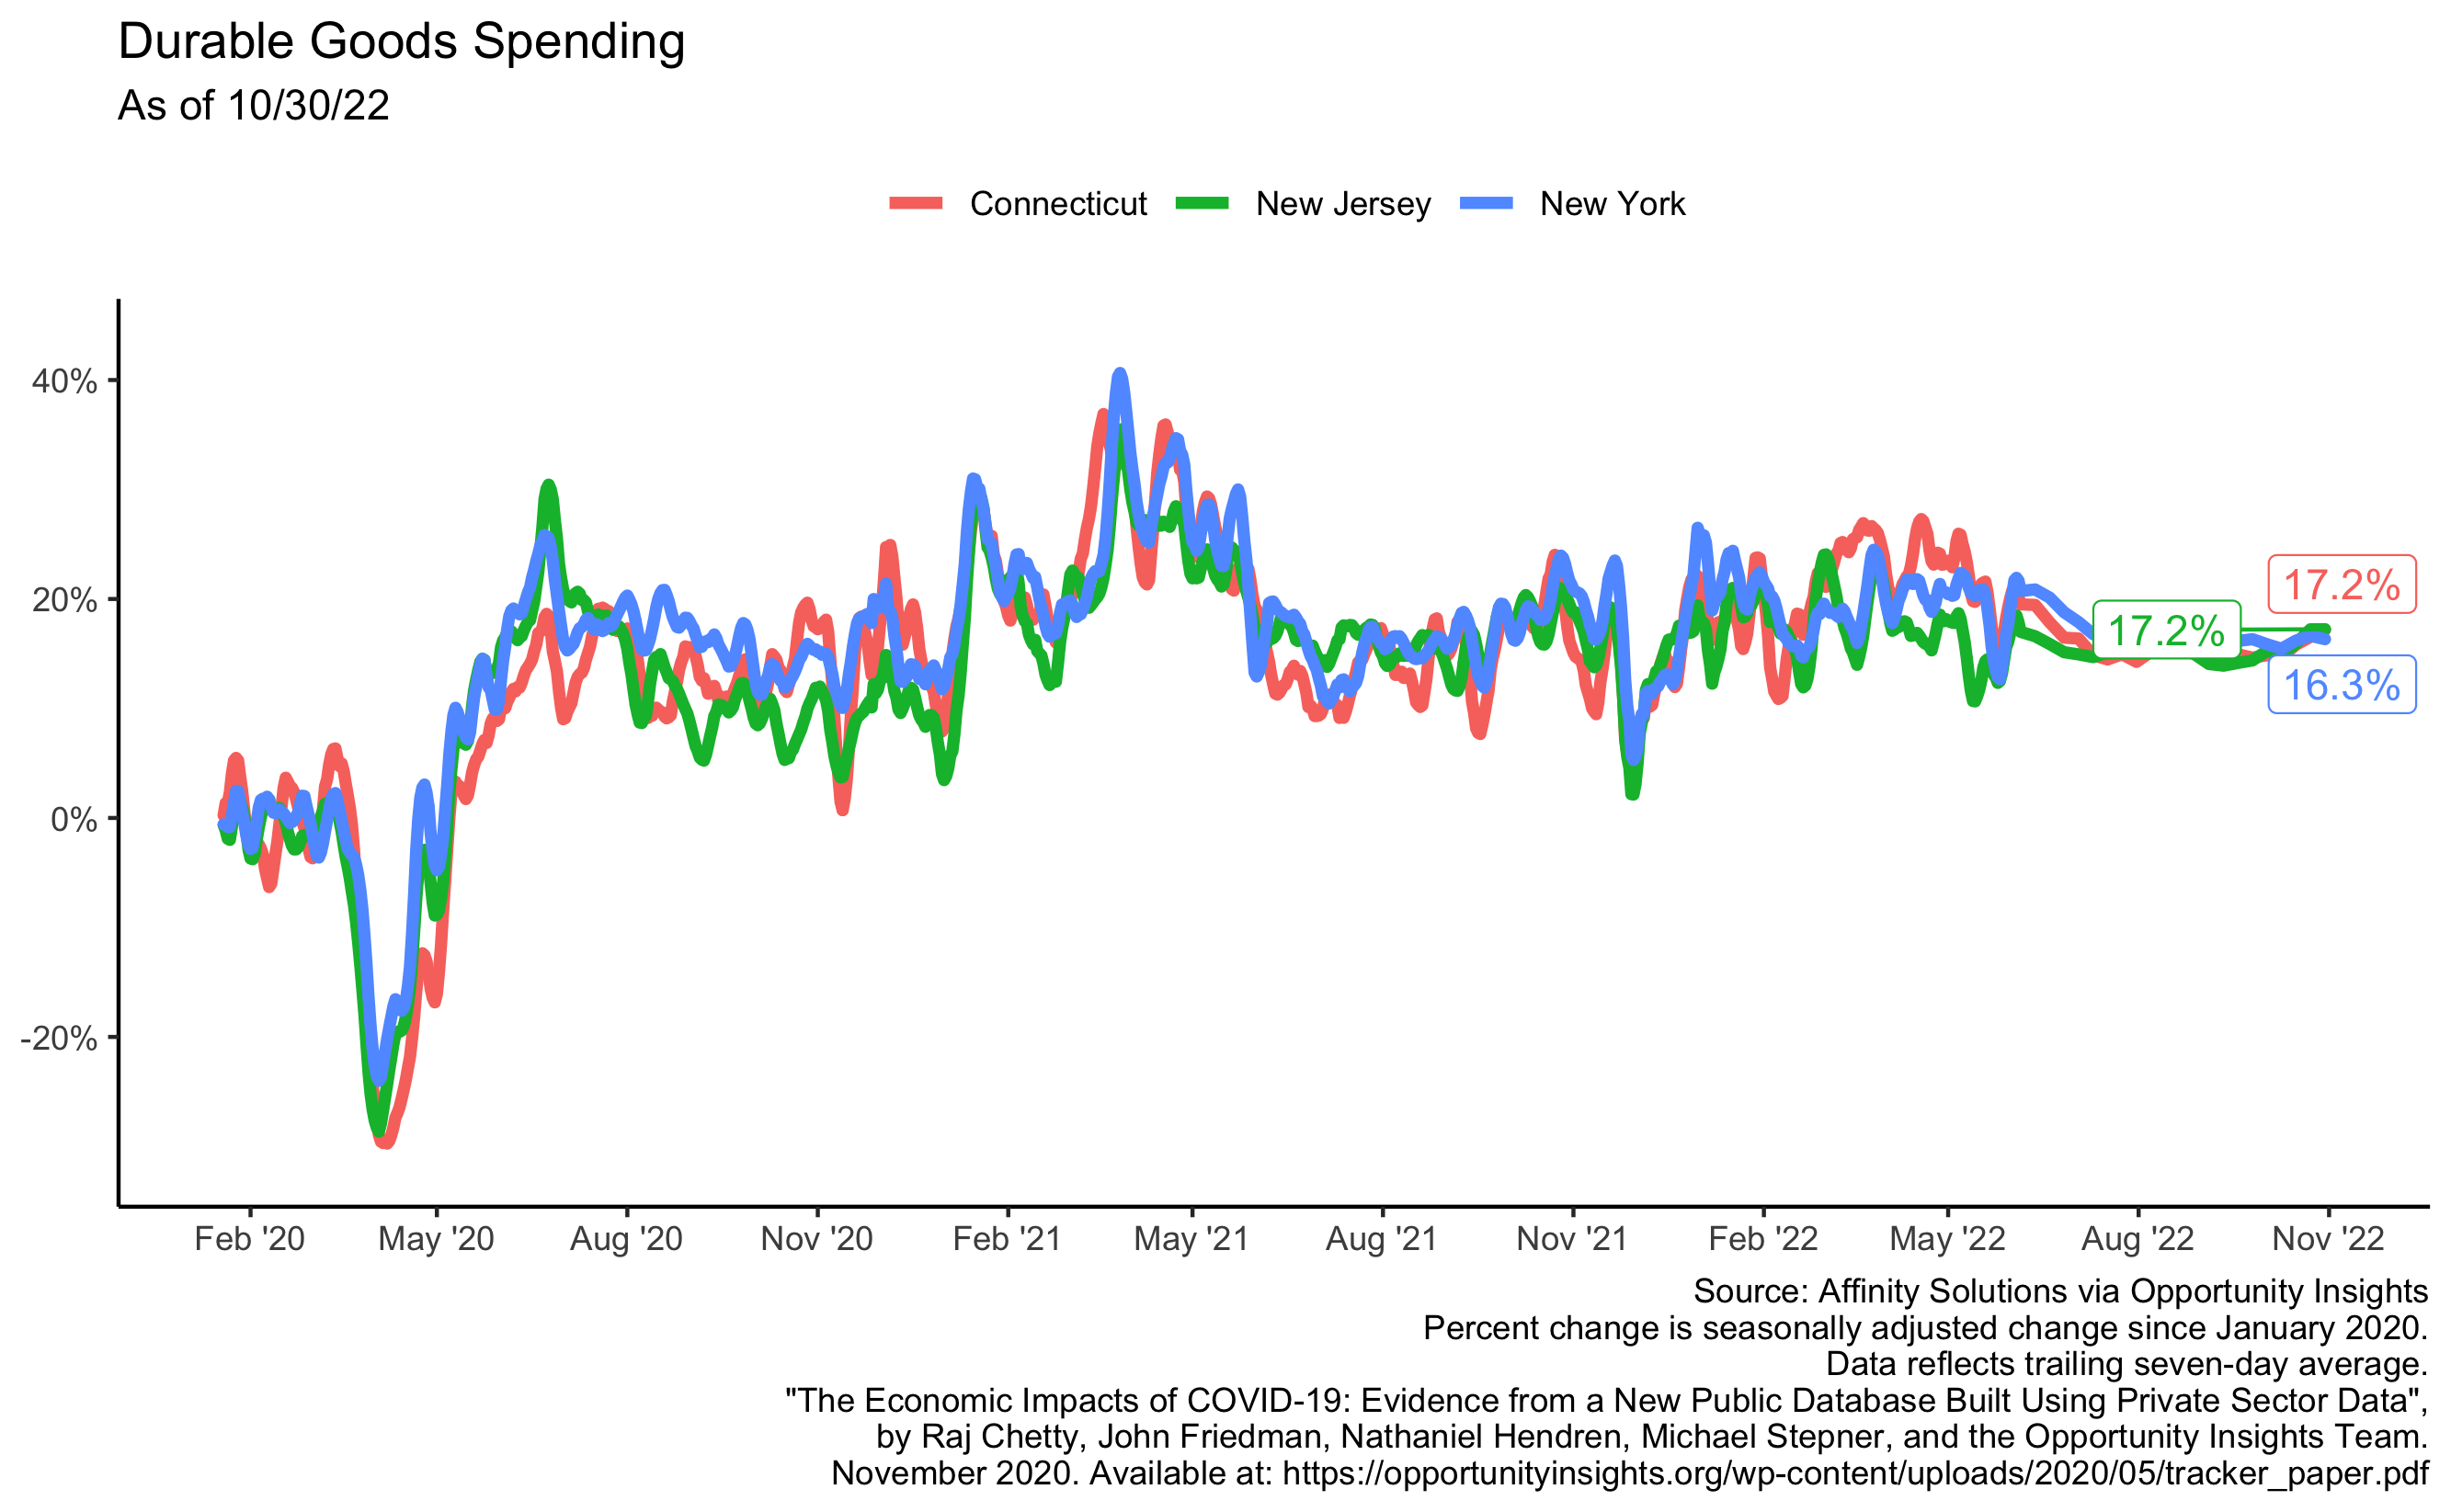 Durable Goods Spending
As of 10/30/22
Connecticut New Jersey New York
40%
20%
0%
-20%
17.2%
17.2%
16.3%
Feb '20 May '20 Aug '20 Nov '20 Feb '21 May '21 Aug '21 Nov '21 Feb '22 May '22 Aug '22 Nov '22
Source: Affinity Solutions via Opportunity Insights
Percent change is seasonally adjusted change since January 2020.
Data reflects trailing seven-day average.
"The Economic Impacts of COVID-19: Evidence from a New Public Database Built Using Private Sector Data",
by Raj Chetty, John Friedman, Nathaniel Hendren, Michael Stepner, and the Opportunity Insights Team.
November 2020. Available at: https://opportunityinsights.org/wp-content/uploads/2020/05/tracker_paper.pdf